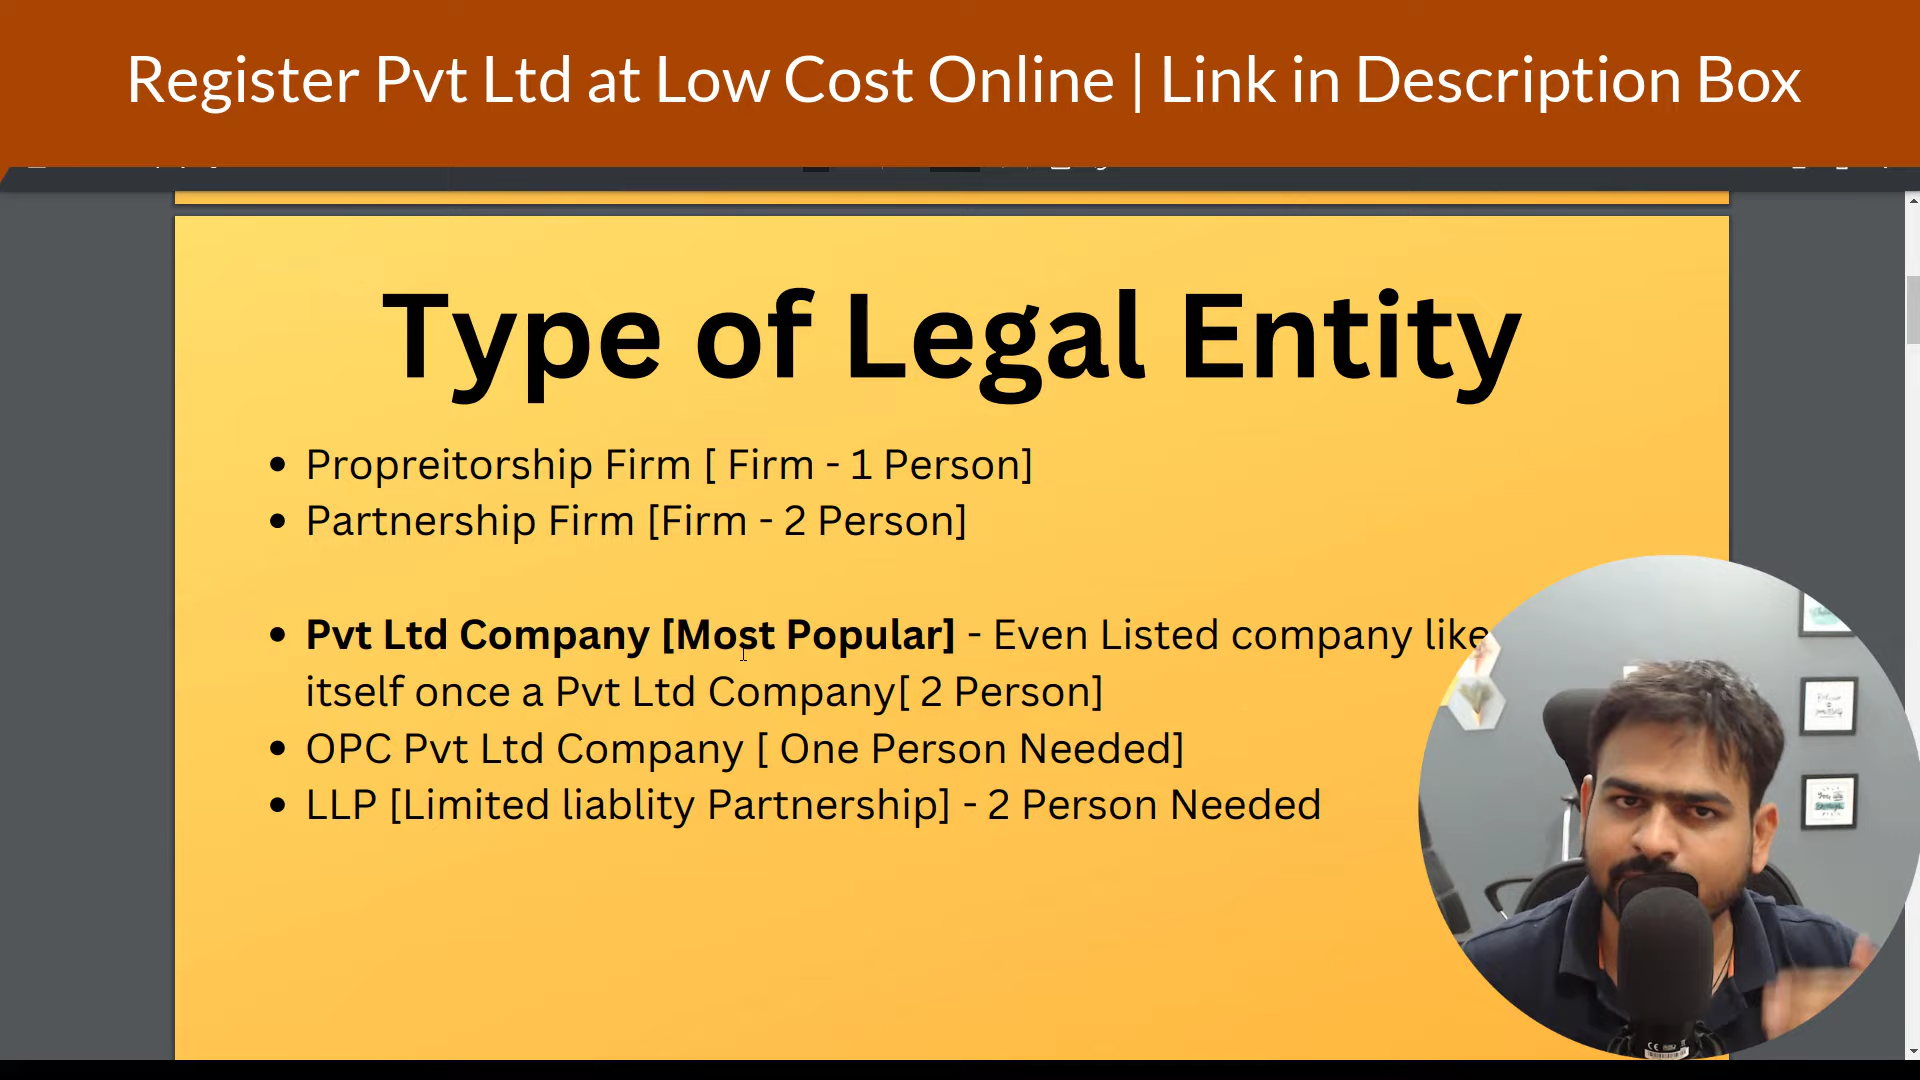 Register Pvt Ltd at Low Cost Online | Link in Description Box
Type of Legal Entity
• Propreitorship Firm [ Firm - 1 Person]
• Partnership Firm [Firm - 2 Person]
• Pvt Ltd Company [Most Popular] - Even Listed company like
itself once a Pvt Ltd Company[ 2 Person]
• OPC Pvt Ltd Company [ One Person Needed]
• LLP [Limited liablity Partnership] - 2 Person Needed